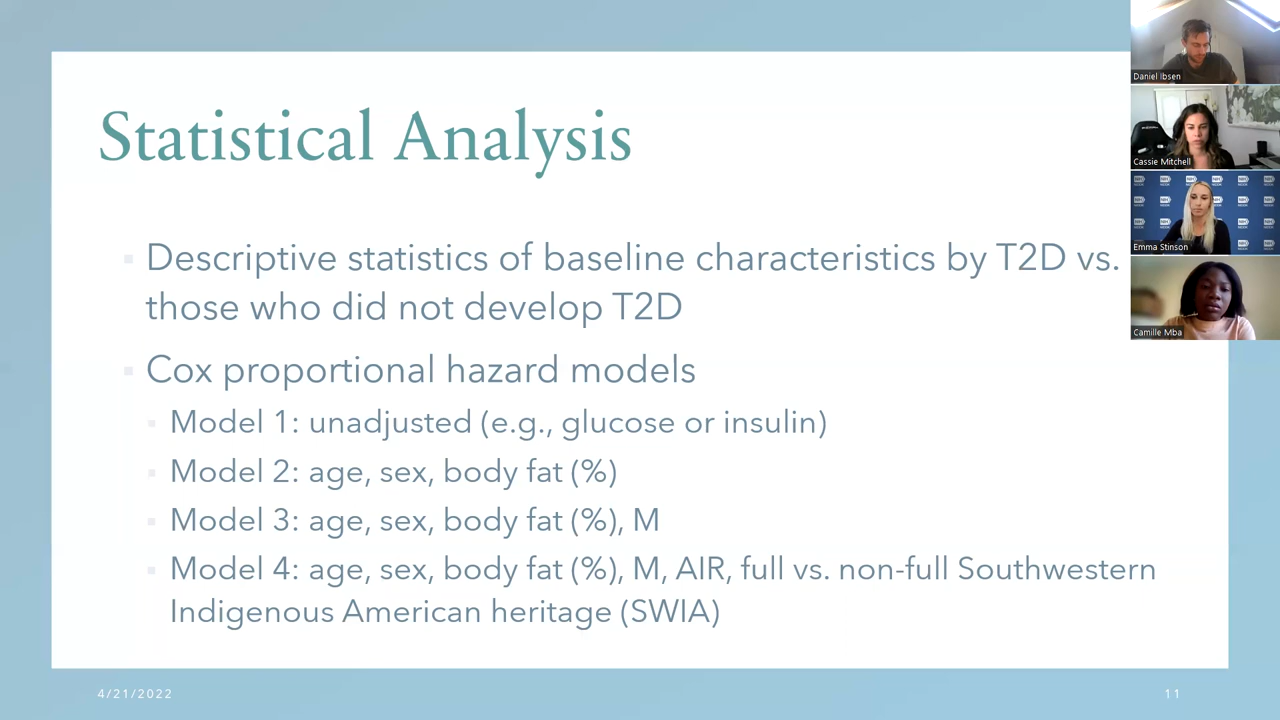 Statistical Analysis
Descriptive statistics of baseline characteristics by T2D vs.
those who did not develop T2D
Cox proportional hazard models
Model 1: unadjusted (e.g., glucose or insulin)
Model 2: age, sex, body fat (%)
Model 3: age, sex, body fat (%), M
Model 4: age, sex, body fat (%), M, AIR, full vs. non-full Southwestern
Indigenous American heritage (SWIA)
4/21/2022
11
Daniel Ibsen
Cassie Mitchell
Emma Stinson
Camille Mba